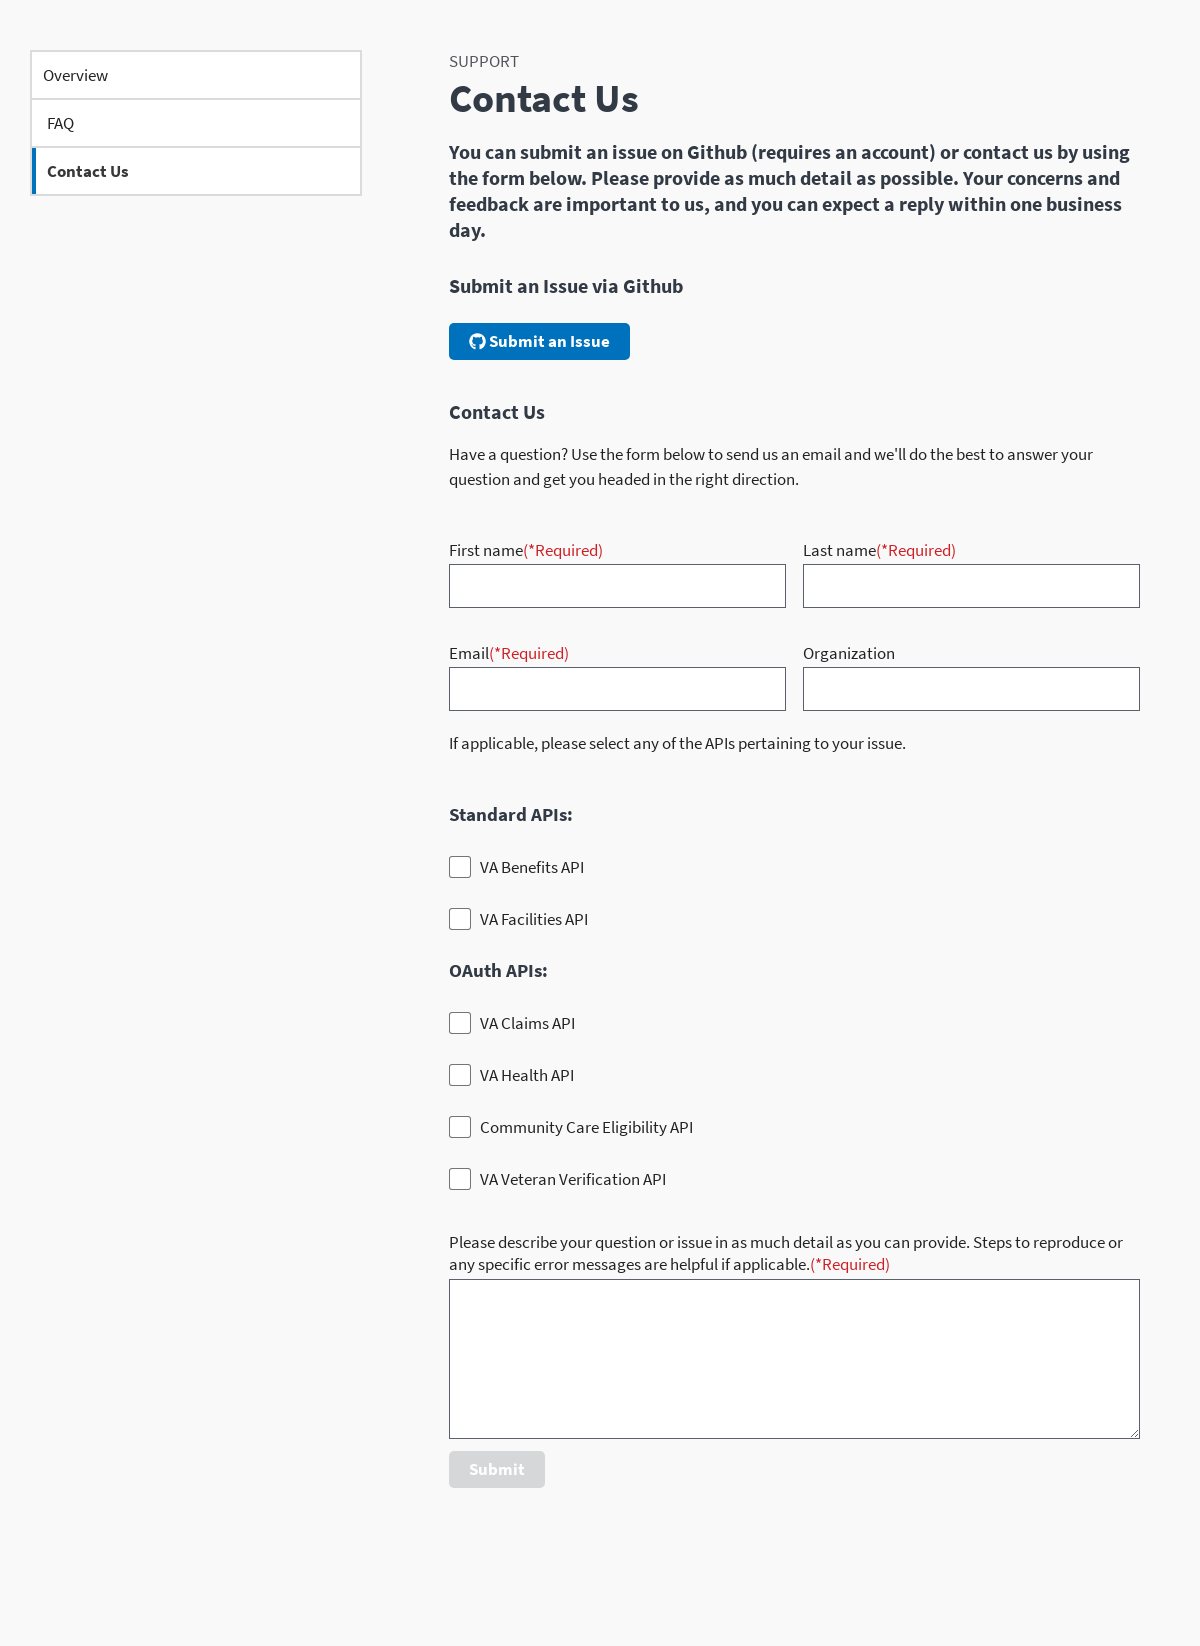 Overview
FAQ
Contact Us
SUPPORT
Contact Us
You can submit an issue on Github (requires an account) or contact us by using
the form below. Please provide as much detail as possible. Your concerns and
feedback are important to us, and you can expect a reply within one business
day.
Submit an Issue via Github
Submit an Issue
Contact Us
Have a question? Use the form below to send us an email and we'll do the best to answer your
question and get you headed in the right direction.
First name(*Required)
Last name(*Required)
Email(*Required)
Organization
If applicable, please select any of the APIs pertaining to your issue.
Standard APIs:
VA Benefits API
VA Facilities API
OAuth APIs:
VA Claims API
VA Health API
Community Care Eligibility API
VA Veteran Verification API
Please describe your question or issue in as much detail as you can provide. Steps to reproduce or
any specific error messages are helpful if applicable.(*Required)
Submit